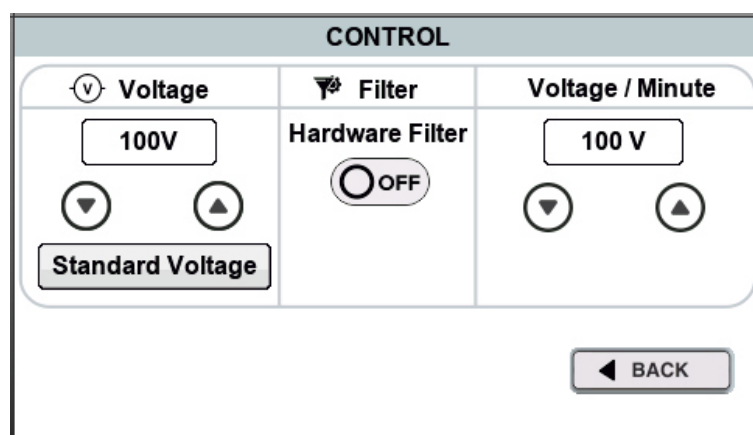 CONTROL
V Voltage
Filter
Voltage / Minute
100V
Hardware Filter
100 V
OFF
Standard Voltage
BACK